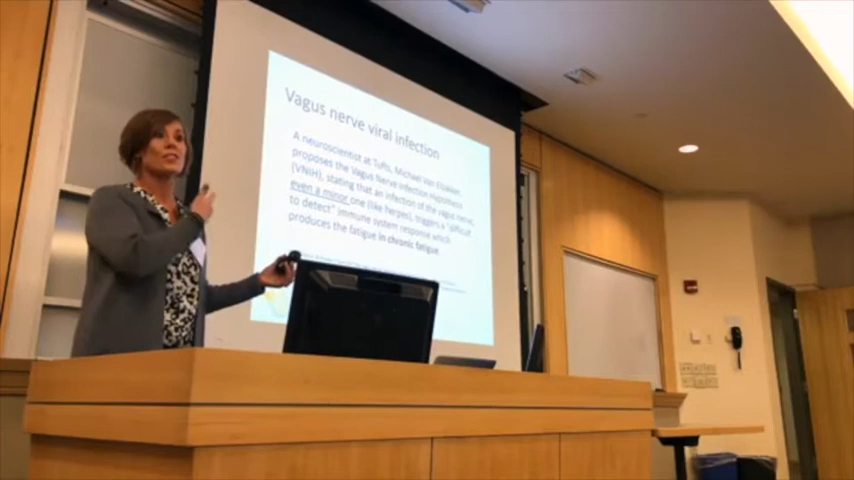 Vagus nerve viral infection
A neuroscientist at Tufts, Michael Van Elzakker,
proposes the Vagus Nerve Infection Hypothesis
(VNIH), stating that an infection of the vagus nerve,
even a minor one (like herpes), triggers a "difficult
to detect" immune system response which
produces the fatigue in chronic fatigue.